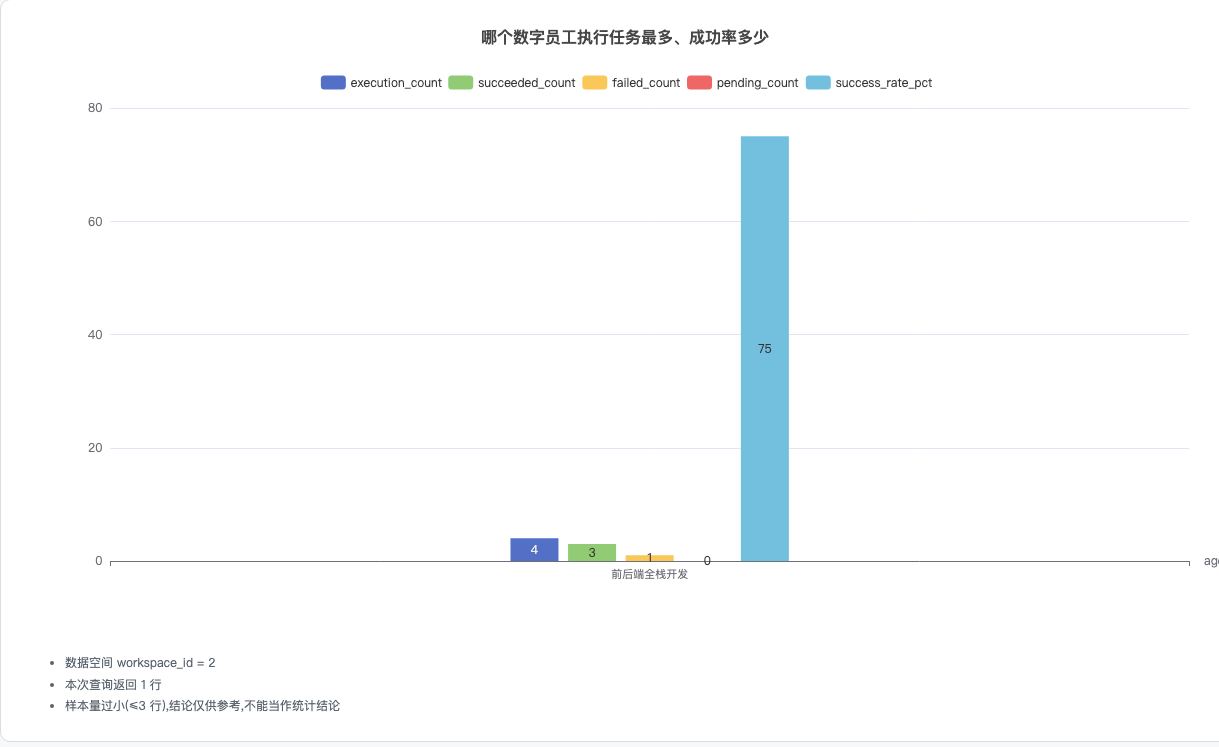 哪个数字员工执行任务最多、成功率多少
execution_count succeeded_count failed_count pending_count success_rate_pct
80
60
40
20
0
75
4
3
1
0
前后端全栈开发
数据空间 workspace_id = 2
本次查询返回 1 行
样本量过小(≤3 行),结论仅供参考,不能当作统计结论